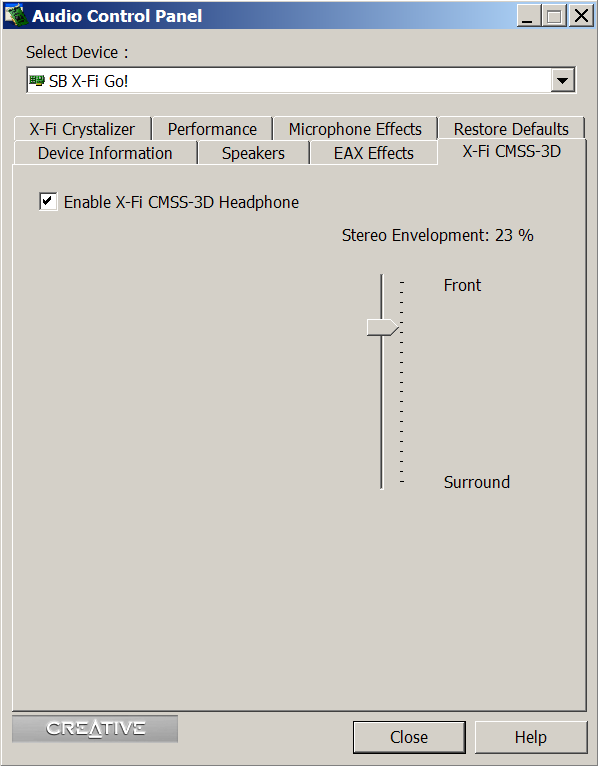 Audio Control Panel
Select Device :
SB X-Fi Go!
X-Fi Crystalizer Performance Microphone Effects Restore Defaults
Device Information Speakers EAX Effects X-Fi CMSS-3D
Enable X-Fi CMSS-3D Headphone
Stereo Envelopment: 23 %
Front
Surround
CREATIVE
Close Help